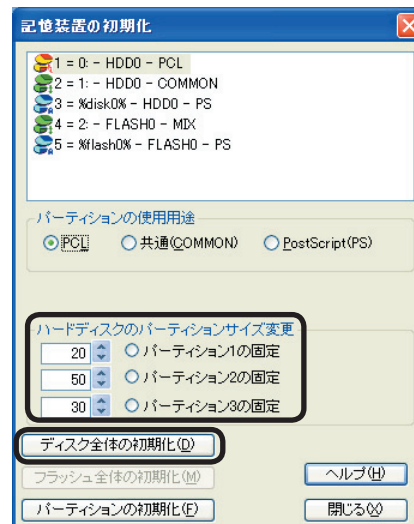 記憶装置の初期化
1 = 0: - HDD0 - PCL
2 = 1: - HDD0 - COMMON
3 = %disk0% - HDD0 - PS
4 = 2: - FLASH0 - MIX
5 = %flash0% - FLASH0 - PS
パーティションの使用用途
PCL 共通(COMMON) PostScript(PS)
ハードディスクのパーティションサイズ変更
20 パーティション1の固定
50 パーティション2の固定
30 パーティション3の固定
ディスク全体の初期化(D)
フラッシュ全体の初期化(M) ヘルプ(H)
パーティションの初期化(F) 閉じる(X)